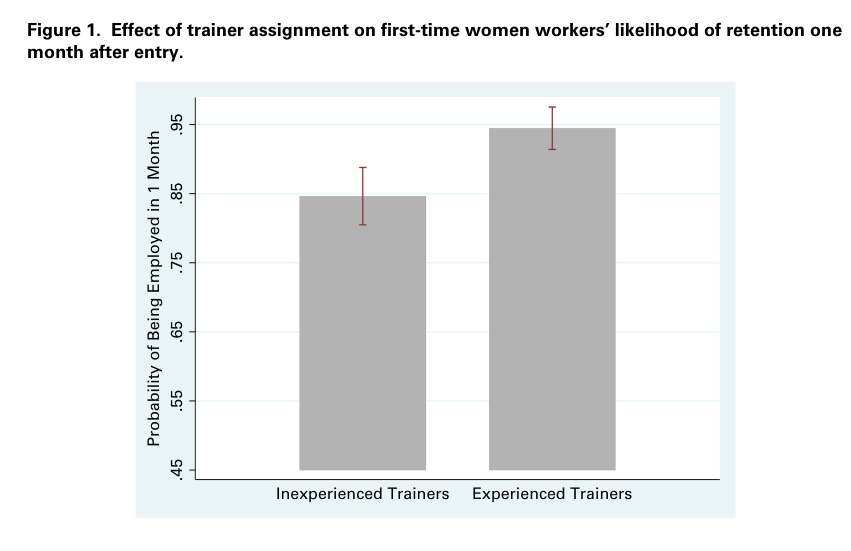 Figure 1. Effect of trainer assignment on first-time women workers’ likelihood of retention one
month after entry.
Probability of Being Employed in 1 Month
.95
.85
.75
.65
.55
.45
Inexperienced Trainers
Experienced Trainers